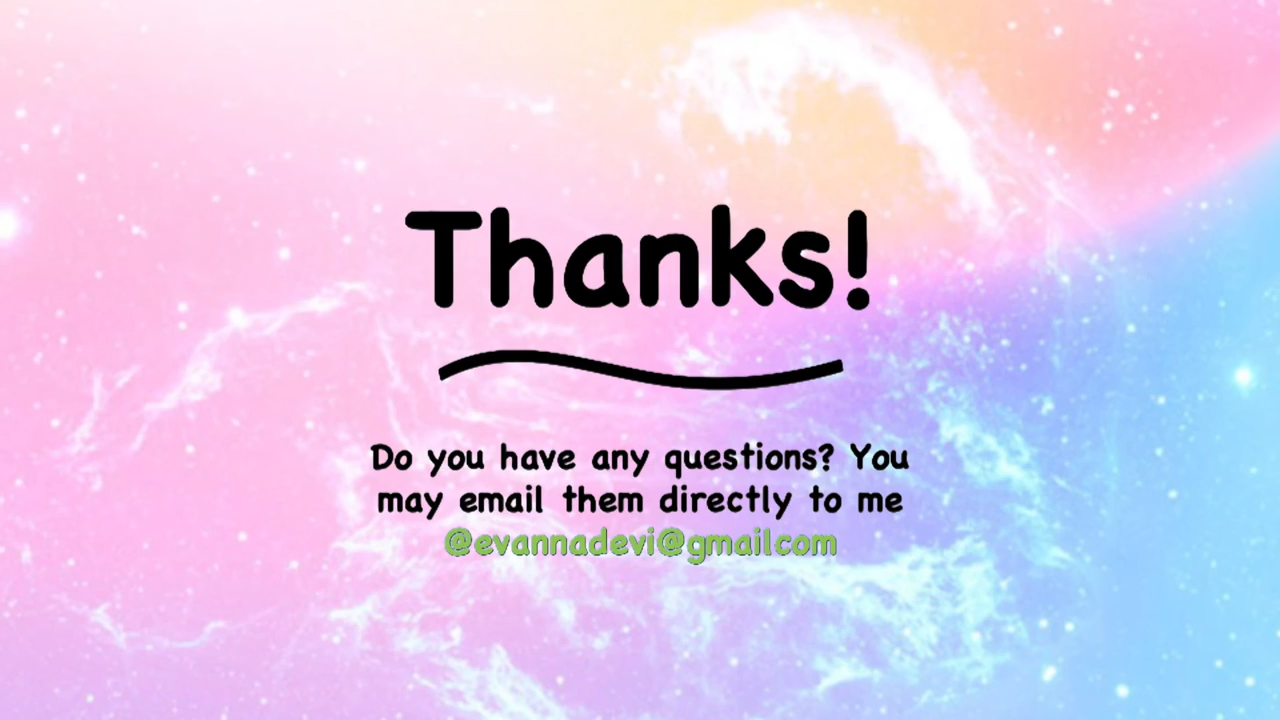 Thanks!
Do you have any questions? You
may email them directly to me
@evannadevi@gmailcom